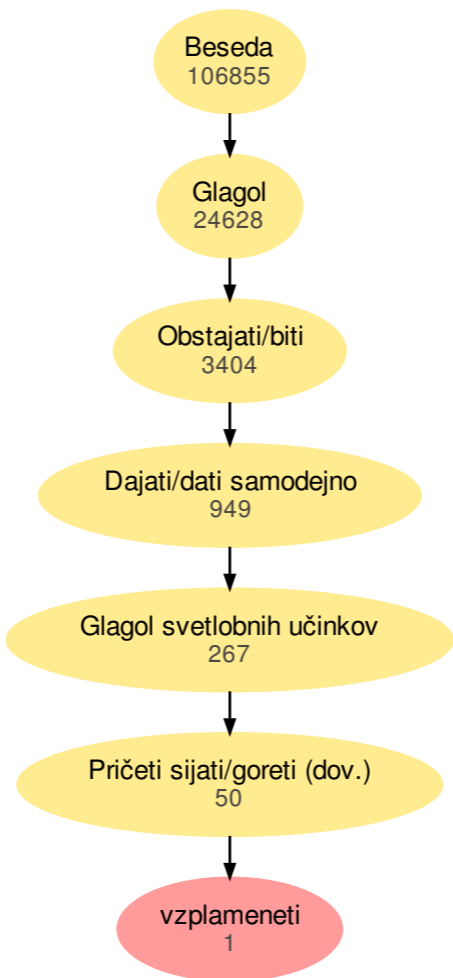 Beseda
106855
Glagol
24628
Obstajati/biti
3404
Dajati/dati samodejno
949
Glagol svetlobnih učinkov
267
Pričeti sijati/goreti (dov.)
50
vzplameneti
1